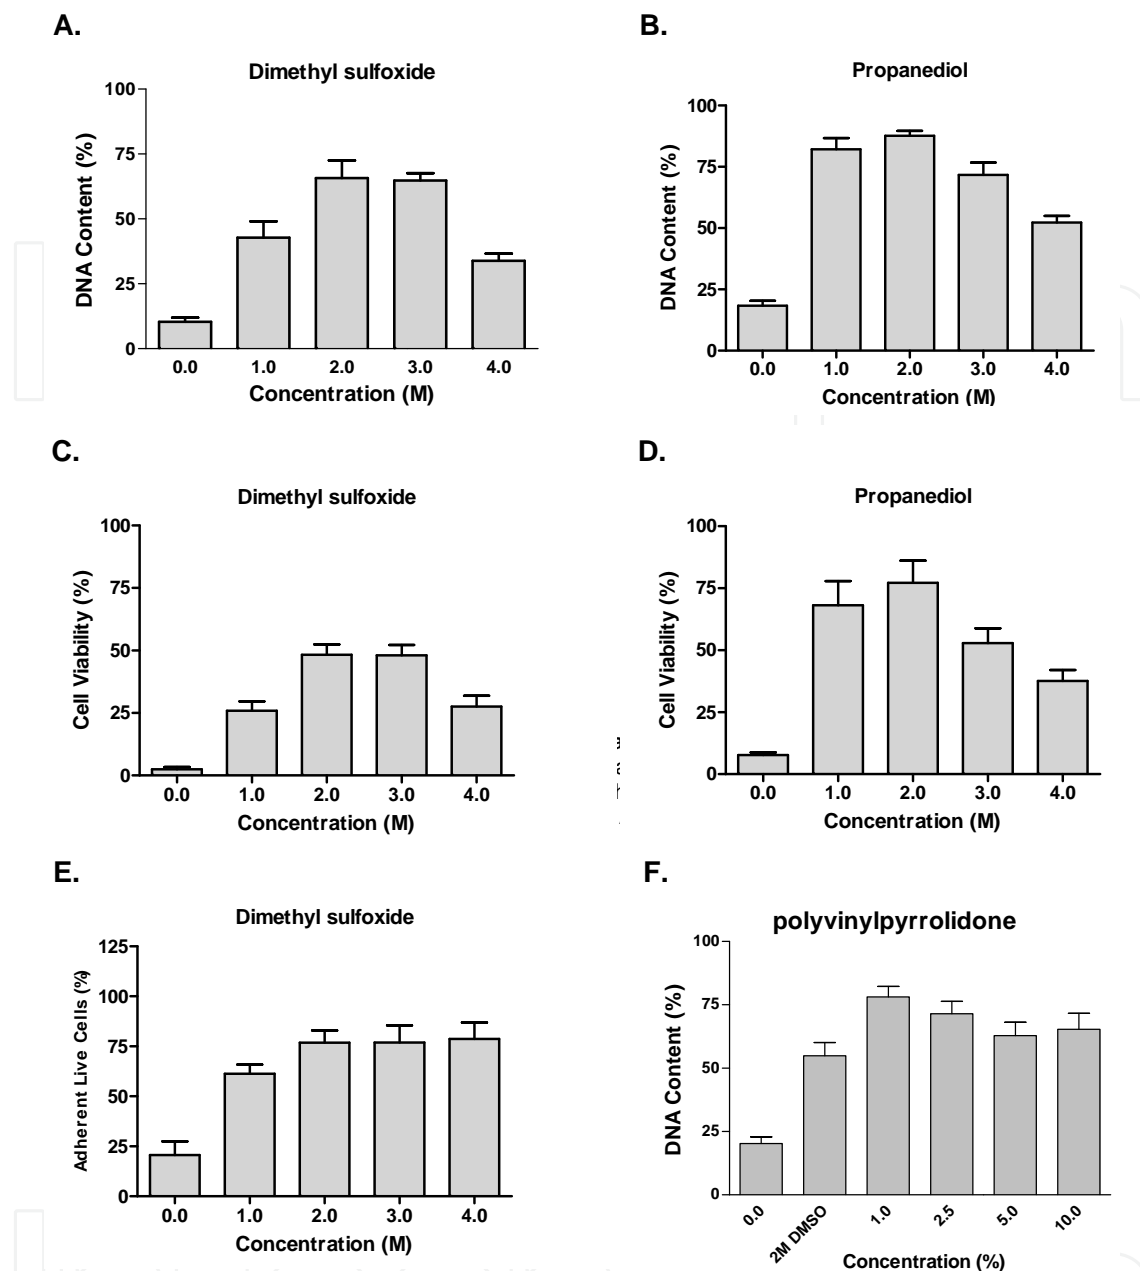 A.
Dimethyl sulfoxide
DNA Content (%)
100
75
50
25
0
0.0 1.0 2.0 3.0 4.0
Concentration (M)
B.
Propanediol
DNA Content (%)
100
75
50
25
0
0.0 1.0 2.0 3.0 4.0
Concentration (M)
C.
Dimethyl sulfoxide
Cell Viability (%)
100
75
50
25
0
0.0 1.0 2.0 3.0 4.0
Concentration (M)
D.
Propanediol
Cell Viability (%)
100
75
50
25
0
0.0 1.0 2.0 3.0 4.0
Concentration (M)
E.
Dimethyl sulfoxide
Adherent Live Cells (%)
125
100
75
50
25
0
0.0 1.0 2.0 3.0 4.0
Concentration (M)
F.
polyvinylpyrrolidone
DNA Content (%)
100
75
50
25
0
0.0 2M DMSO 1.0 2.5 5.0 10.0
Concentration (%)